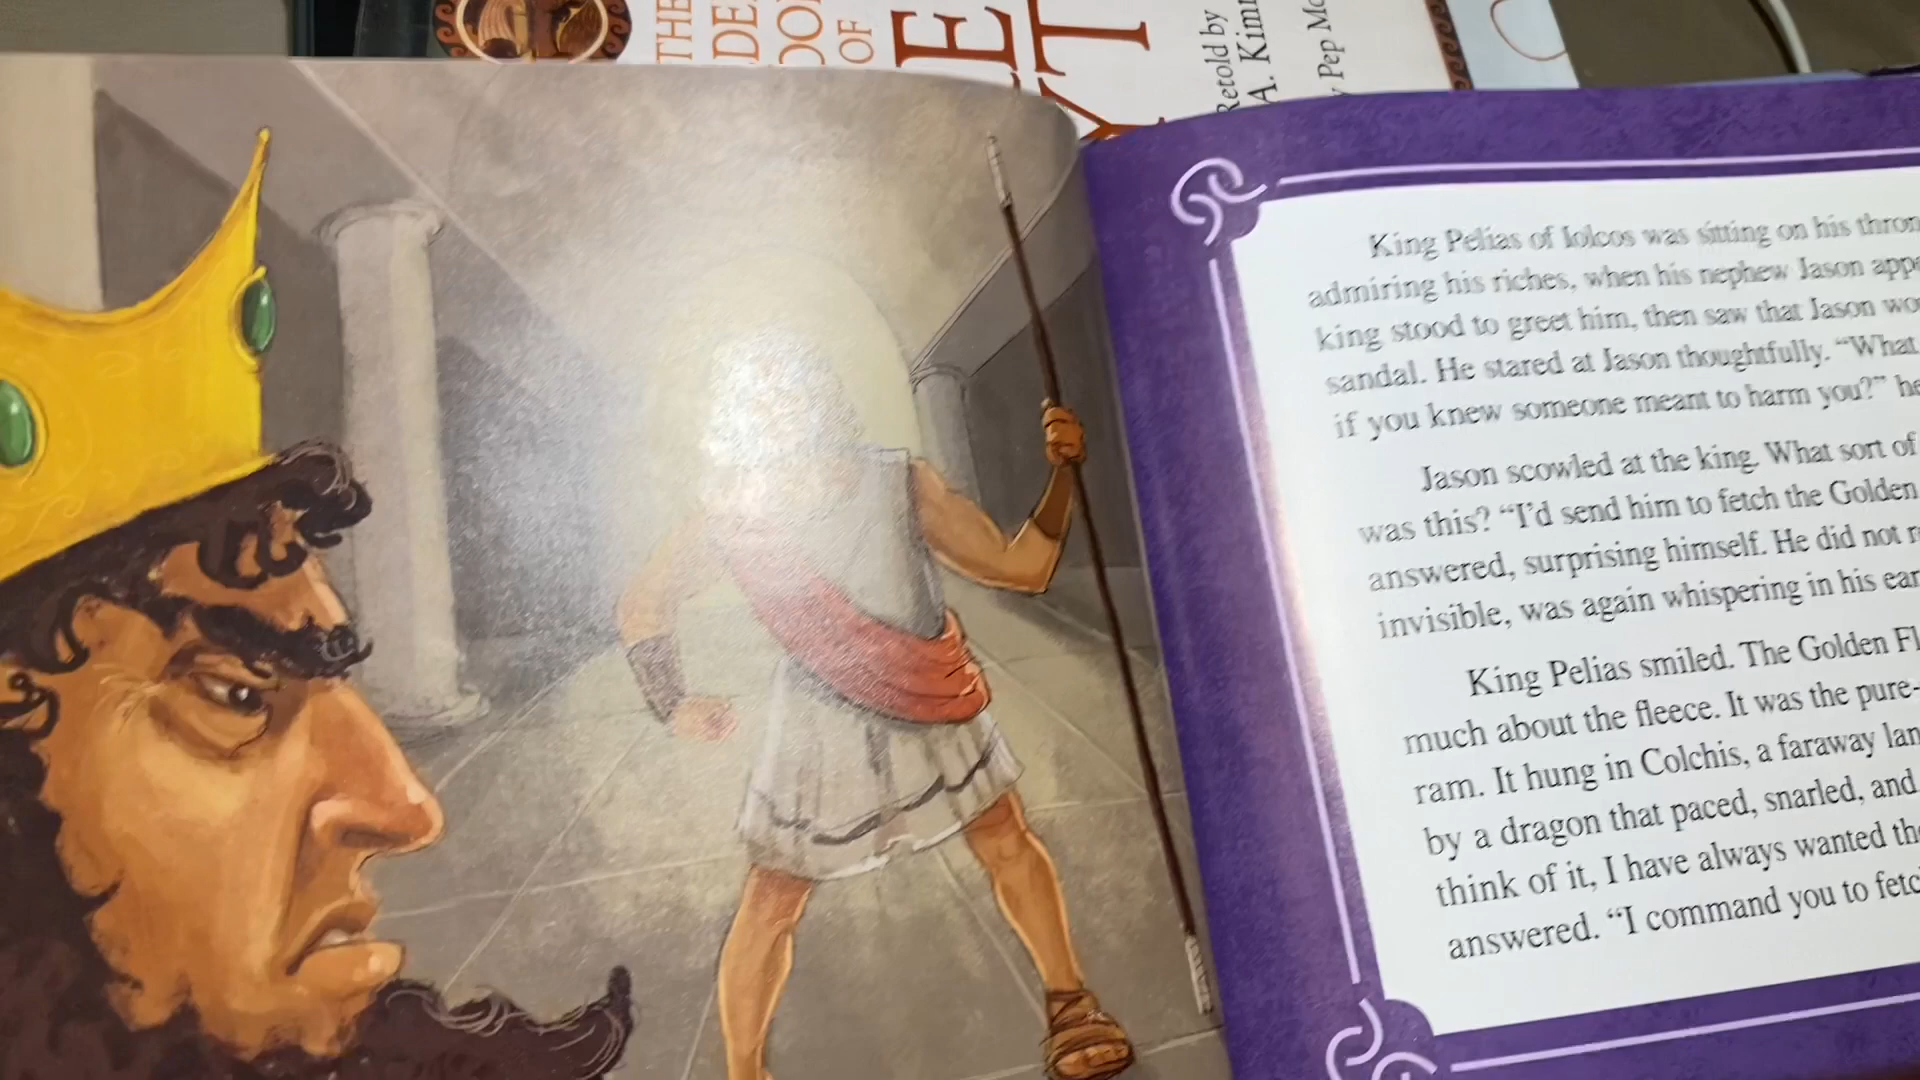 THE
OF
Retold by
A. Kimm
Pep Mc
King Pelias of Iolcos was sitting on his thron
admiring his riches, when his nephew Jason appe
king stood to greet him, then saw that Jason wo
sandal. He stared at Jason thoughtfully. “What
if you knew someone meant to harm you?” he
Jason scowled at the king. What sort of
was this? “I’d send him to fetch the Golden
answered, surprising himself. He did not r
invisible, was again whispering in his ear
King Pelias smiled. The Golden Fl
much about the fleece. It was the pure-
ram. It hung in Colchis, a faraway lan
by a dragon that paced, snarled, and
think of it, I have always wanted th
answered. “I command you to fetc